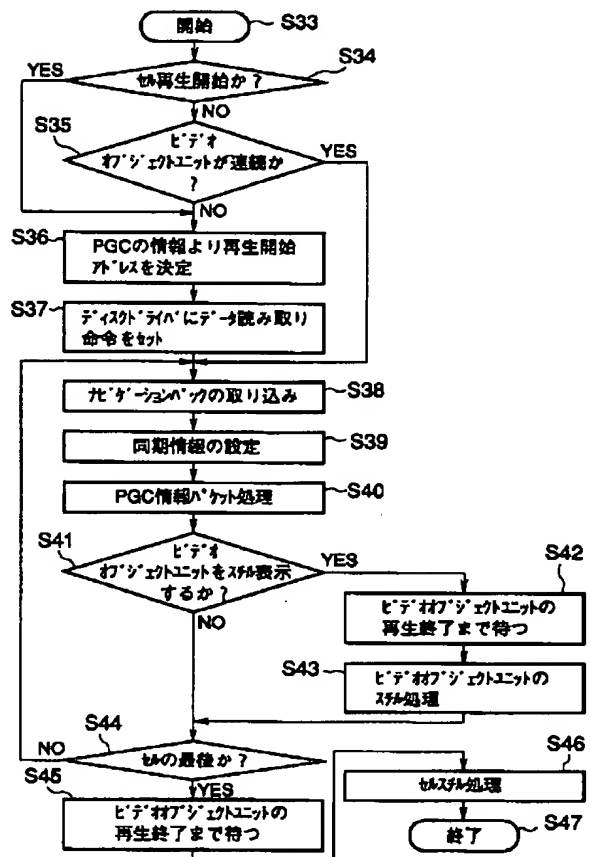 開始
S33
S34
YES
セル再生開始か?
NO
S35
ビデオ
オブジェクトユニットが連続か
?
YES
NO
S36
PGCの情報より再生開始
アドレスを決定
S37
ディスクドライバにデータ読み取り
命令をセット
ナビゲーションパックの取り込み
S38
同期情報の設定
S39
PGC情報パケット処理
S40
S41
ビデオ
オブジェクトユニットをスチル表示
するか?
YES
NO
S42
ビデオオブジェクトユニットの
再生終了まで待つ
S43
ビデオオブジェクトユニットの
スチル処理
S44
NO
セルの最後か?
YES
S45
ビデオオブジェクトユニットの
再生終了まで待つ
S46
セルスチル処理
S47
終了